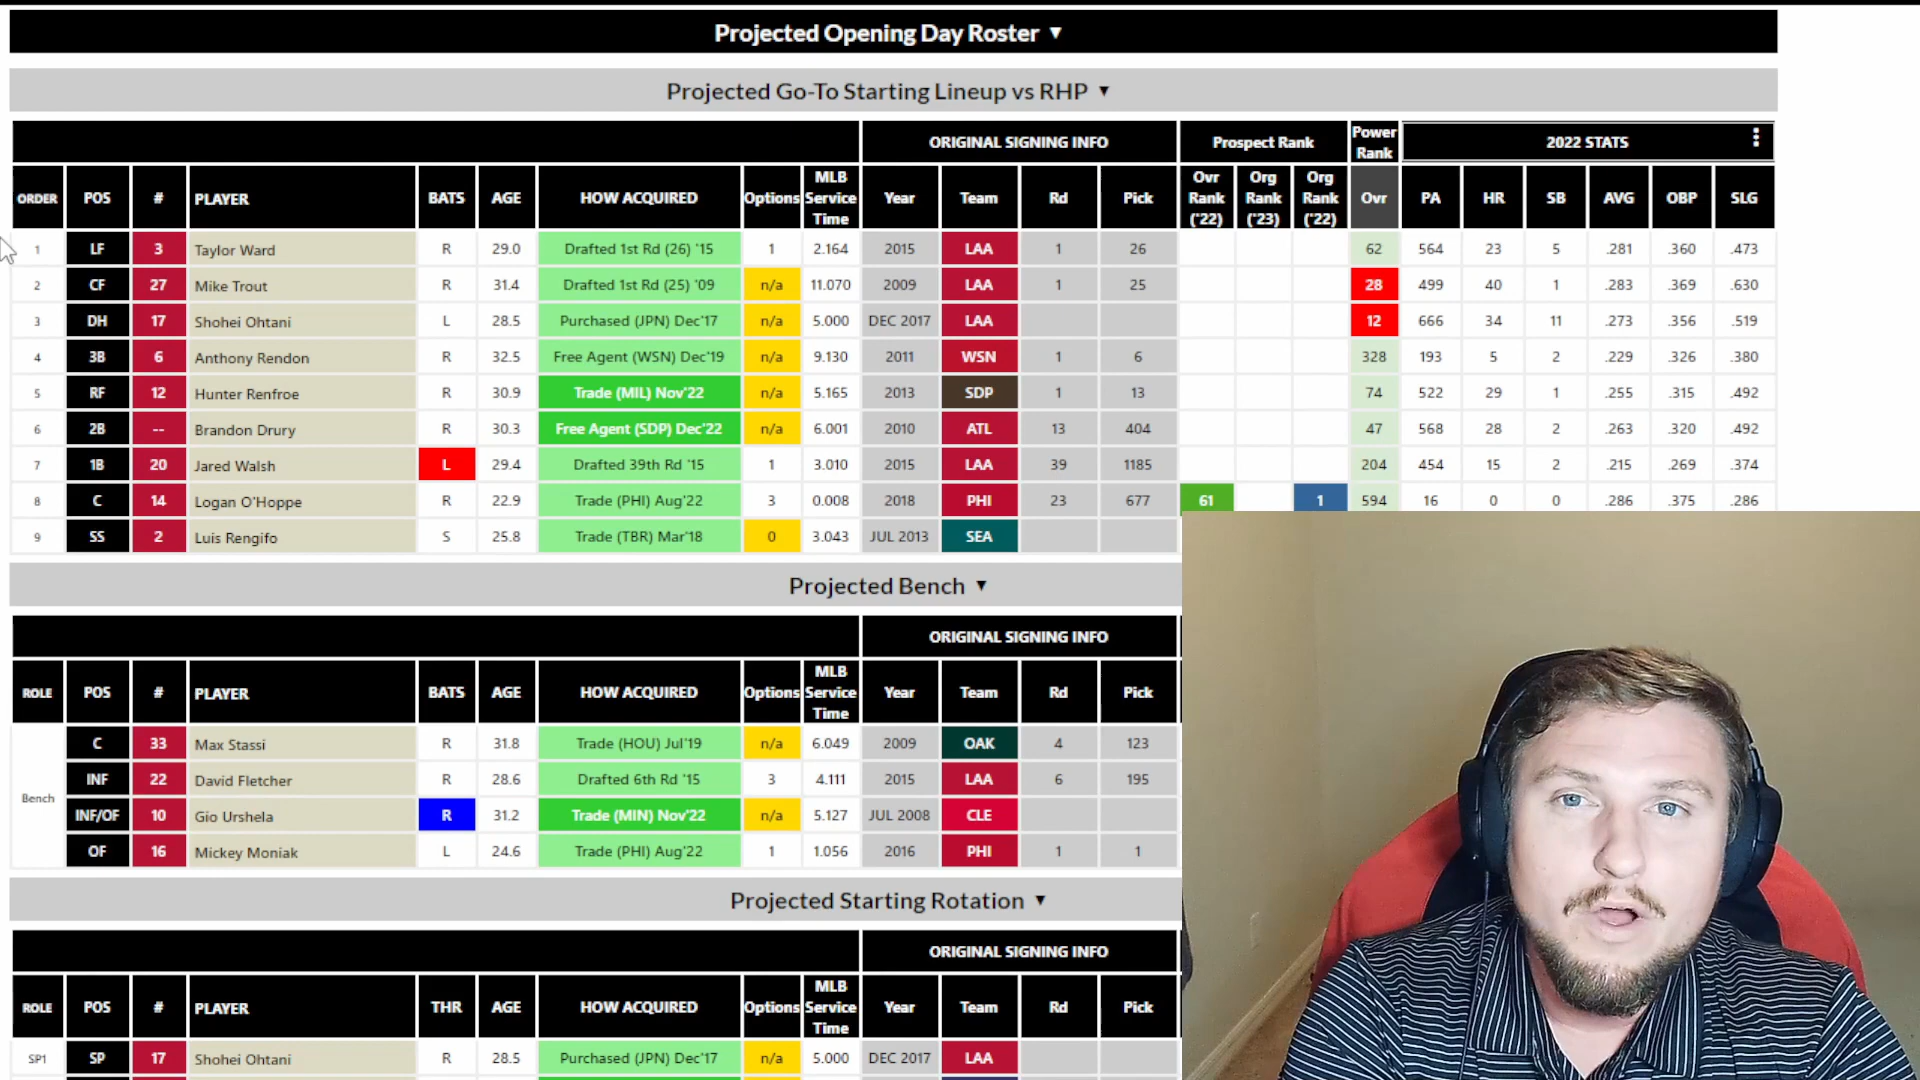 Projected Opening Day Roster ▼
Projected Go-To Starting Lineup vs RHP ▼
ORIGINAL SIGNING INFO Prospect Rank Power Rank 2022 STATS
ORDER POS # PLAYER BATS AGE HOW ACQUIRED Options MLB Service Time Year Team Rd Pick Ovr Rank ('22) Org Rank ('23) Org Rank ('22) Ovr PA HR SB AVG OBP SLG
1 LF 3 Taylor Ward R 29.0 Drafted 1st Rd (26) '15 1 2.164 2015 LAA 1 26 62 564 23 5 .281 .360 .473
2 CF 27 Mike Trout R 31.4 Drafted 1st Rd (25) '09 n/a 11.070 2009 LAA 1 25 28 499 40 1 .283 .369 .630
3 DH 17 Shohei Ohtani L 28.5 Purchased (JPN) Dec'17 n/a 5.000 DEC 2017 LAA 12 666 34 11 .273 .356 .519
4 3B 6 Anthony Rendon R 32.5 Free Agent (WSN) Dec'19 n/a 9.130 2011 WSN 1 6 328 193 5 2 .229 .326 .380
5 RF 12 Hunter Renfroe R 30.9 Trade (MIL) Nov'22 n/a 5.165 2013 SDP 1 13 74 522 29 1 .255 .315 .492
6 2B -- Brandon Drury R 30.3 Free Agent (SDP) Dec'22 n/a 6.001 2010 ATL 13 404 47 568 28 2 .263 .320 .492
7 1B 20 Jared Walsh L 29.4 Drafted 39th Rd '15 1 3.010 2015 LAA 39 1185 204 454 15 2 .215 .269 .374
8 C 14 Logan O'Hoppe R 22.9 Trade (PHI) Aug'22 3 0.008 2018 PHI 23 677 61 1 594 16 0 0 .286 .375 .286
9 SS 2 Luis Rengifo S 25.8 Trade (TBR) Mar'18 0 3.043 JUL 2013 SEA
Projected Bench ▼
ORIGINAL SIGNING INFO
ROLE POS # PLAYER BATS AGE HOW ACQUIRED Options MLB Service Time Year Team Rd Pick
C 33 Max Stassi R 31.8 Trade (HOU) Jul'19 n/a 6.049 2009 OAK 4 123
INF 22 David Fletcher R 28.6 Drafted 6th Rd '15 3 4.111 2015 LAA 6 195
Bench
INF/OF 10 Gio Urshela R 31.2 Trade (MIN) Nov'22 n/a 5.127 JUL 2008 CLE
OF 16 Mickey Moniak L 24.6 Trade (PHI) Aug'22 1 1.056 2016 PHI 1 1
Projected Starting Rotation ▼
ORIGINAL SIGNING INFO
ROLE POS # PLAYER THR AGE HOW ACQUIRED Options MLB Service Time Year Team Rd Pick
SP1 SP 17 Shohei Ohtani R 28.5 Purchased (JPN) Dec'17 n/a 5.000 DEC 2017 LAA